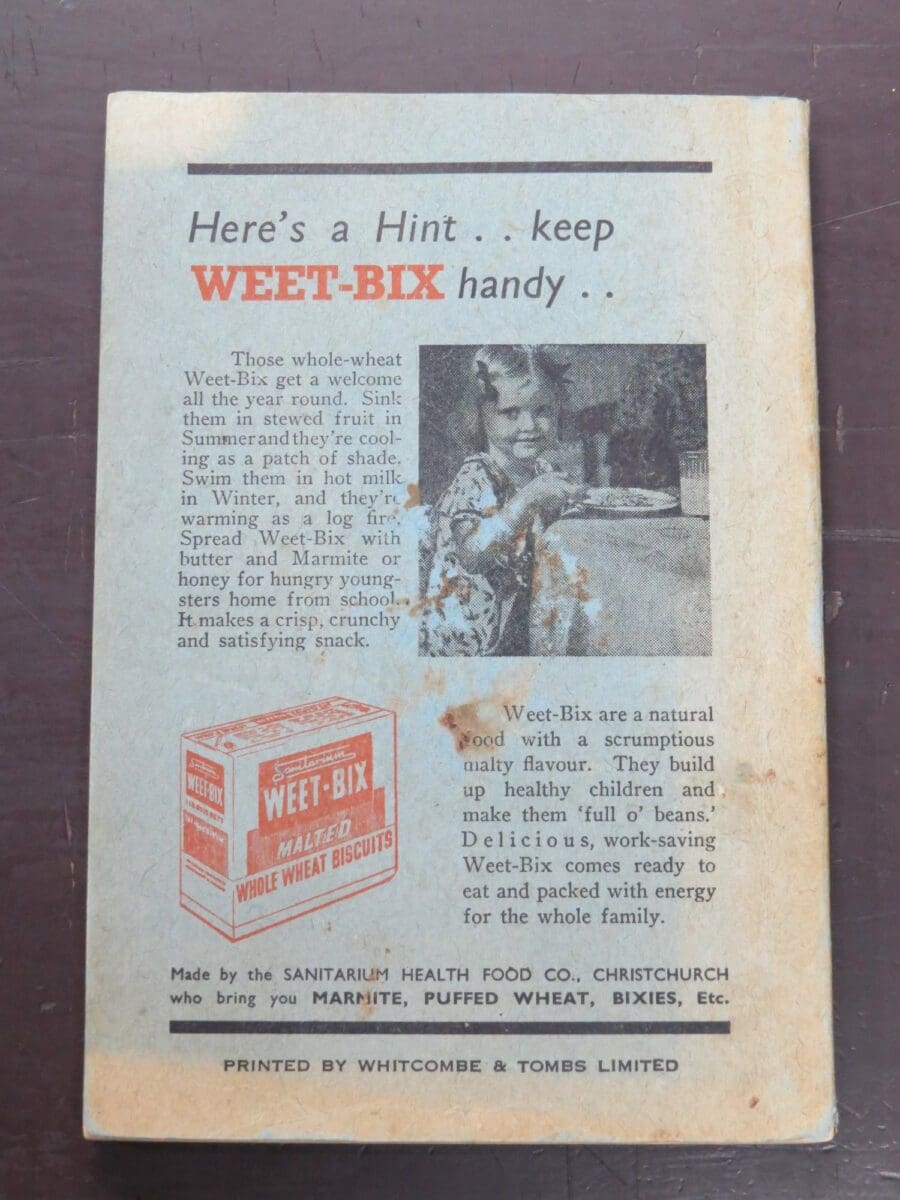 Here's a Hint . . keep
WEET-BIX handy . .
Those whole-wheat
Weet-Bix get a welcome
all the year round. Sink
them in stewed fruit in
Summer and they're cool-
ing as a patch of shade.
Swim them in hot milk
in Winter, and they're
warming as a log fire.
Spread Weet-Bix with
butter and Marmite or
honey for hungry young-
sters home from school.
It makes a crisp, crunchy
and satisfying snack.
Sanitarium
WEET-BIX
MALTED
WHOLE WHEAT BISCUITS
Sanitarium
WEET-BIX
Weet-Bix are a natural
food with a scrumptious
malty flavour. They build
up healthy children and
make them 'full o' beans.'
Delicious, work-saving
Weet-Bix comes ready to
eat and packed with energy
for the whole family.
Made by the SANITARIUM HEALTH FOOD CO., CHRISTCHURCH
who bring you MARMITE, PUFFED WHEAT, BIXIES, Etc.
PRINTED BY WHITCOMBE & TOMBS LIMITED